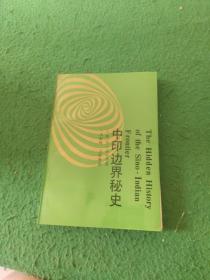 The Hidden History
of the Sino-Indian
Frontier
中印边界秘史